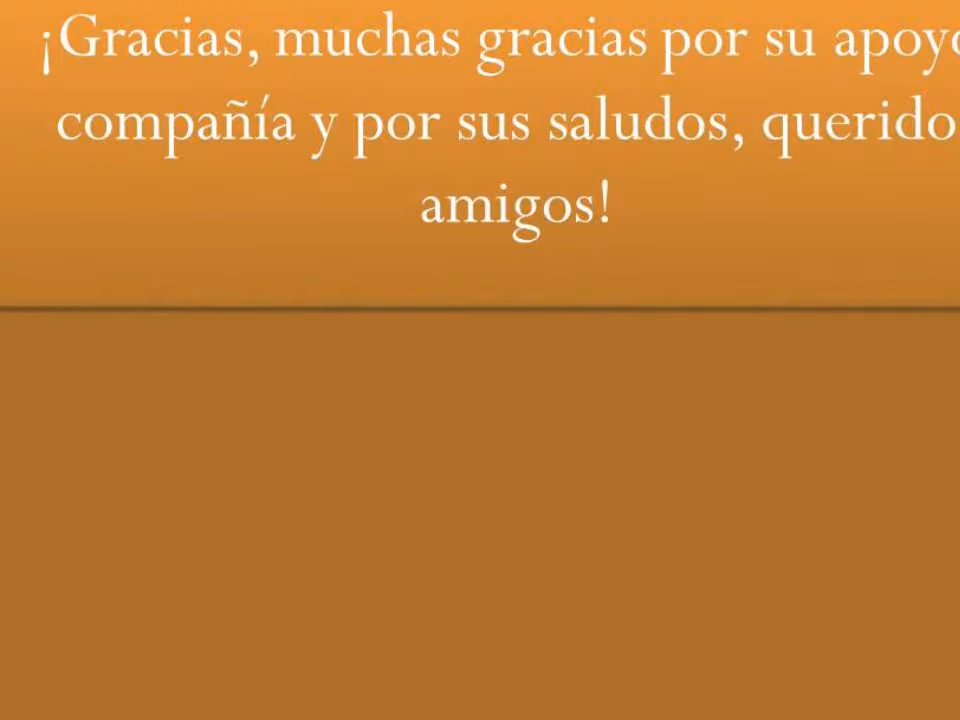 ¡Gracias, muchas gracias por su apoyo
compañía y por sus saludos, querido
amigos!